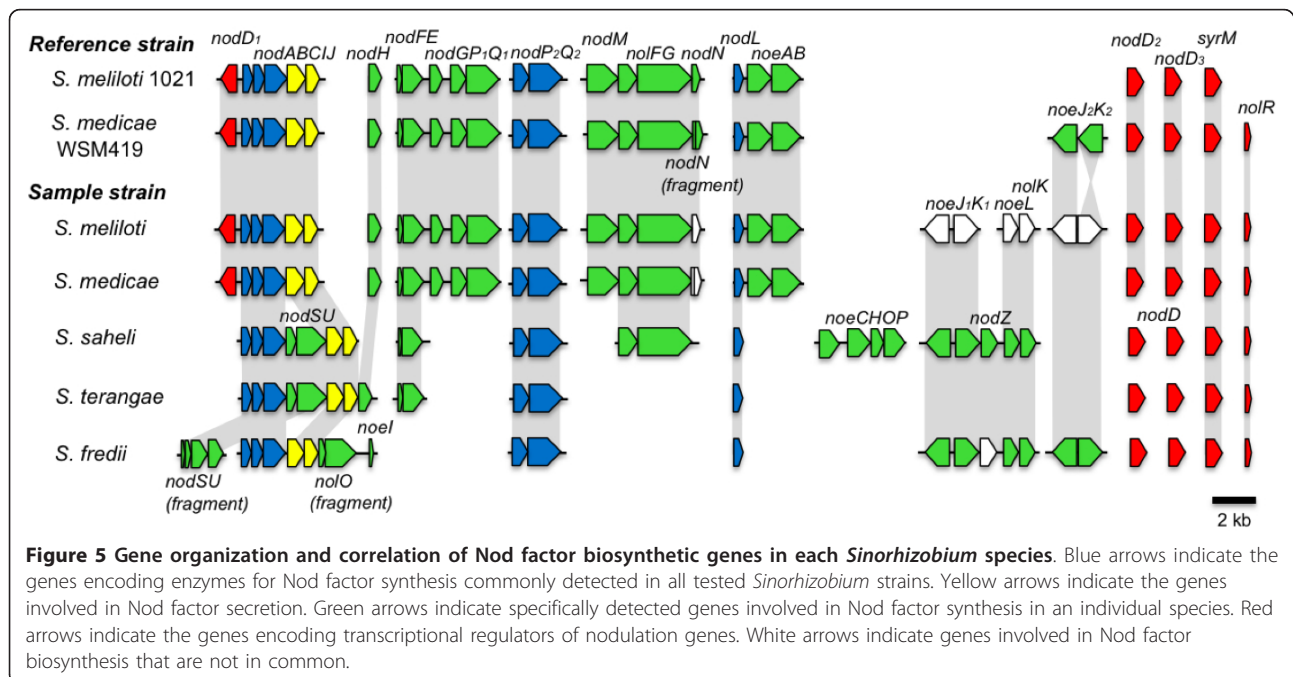 Reference strain
nodD1 nodABCIJ nodH nodFE nodGP1Q1 nodP2Q2 nodM nolFG nodN nodL noeAB nodD2 nodD3 syrM
S. meliloti 1021
S. medicae WSM419
nodN (fragment)
noeJ2K2 nolR
Sample strain
S. meliloti
noeJ1K1 noeL nolK
S. medicae
S. saheli
nodSU
noeCHOP nodZ nodD
S. terangae
S. fredii
nodSU (fragment)
nolO (fragment)
noeI
2 kb
Figure 5 Gene organization and correlation of Nod factor biosynthetic genes in each Sinorhizobium species. Blue arrows indicate the
genes encoding enzymes for Nod factor synthesis commonly detected in all tested Sinorhizobium strains. Yellow arrows indicate the genes
involved in Nod factor secretion. Green arrows indicate specifically detected genes involved in Nod factor synthesis in an individual species. Red
arrows indicate the genes encoding transcriptional regulators of nodulation genes. White arrows indicate genes involved in Nod factor
biosynthesis that are not in common.